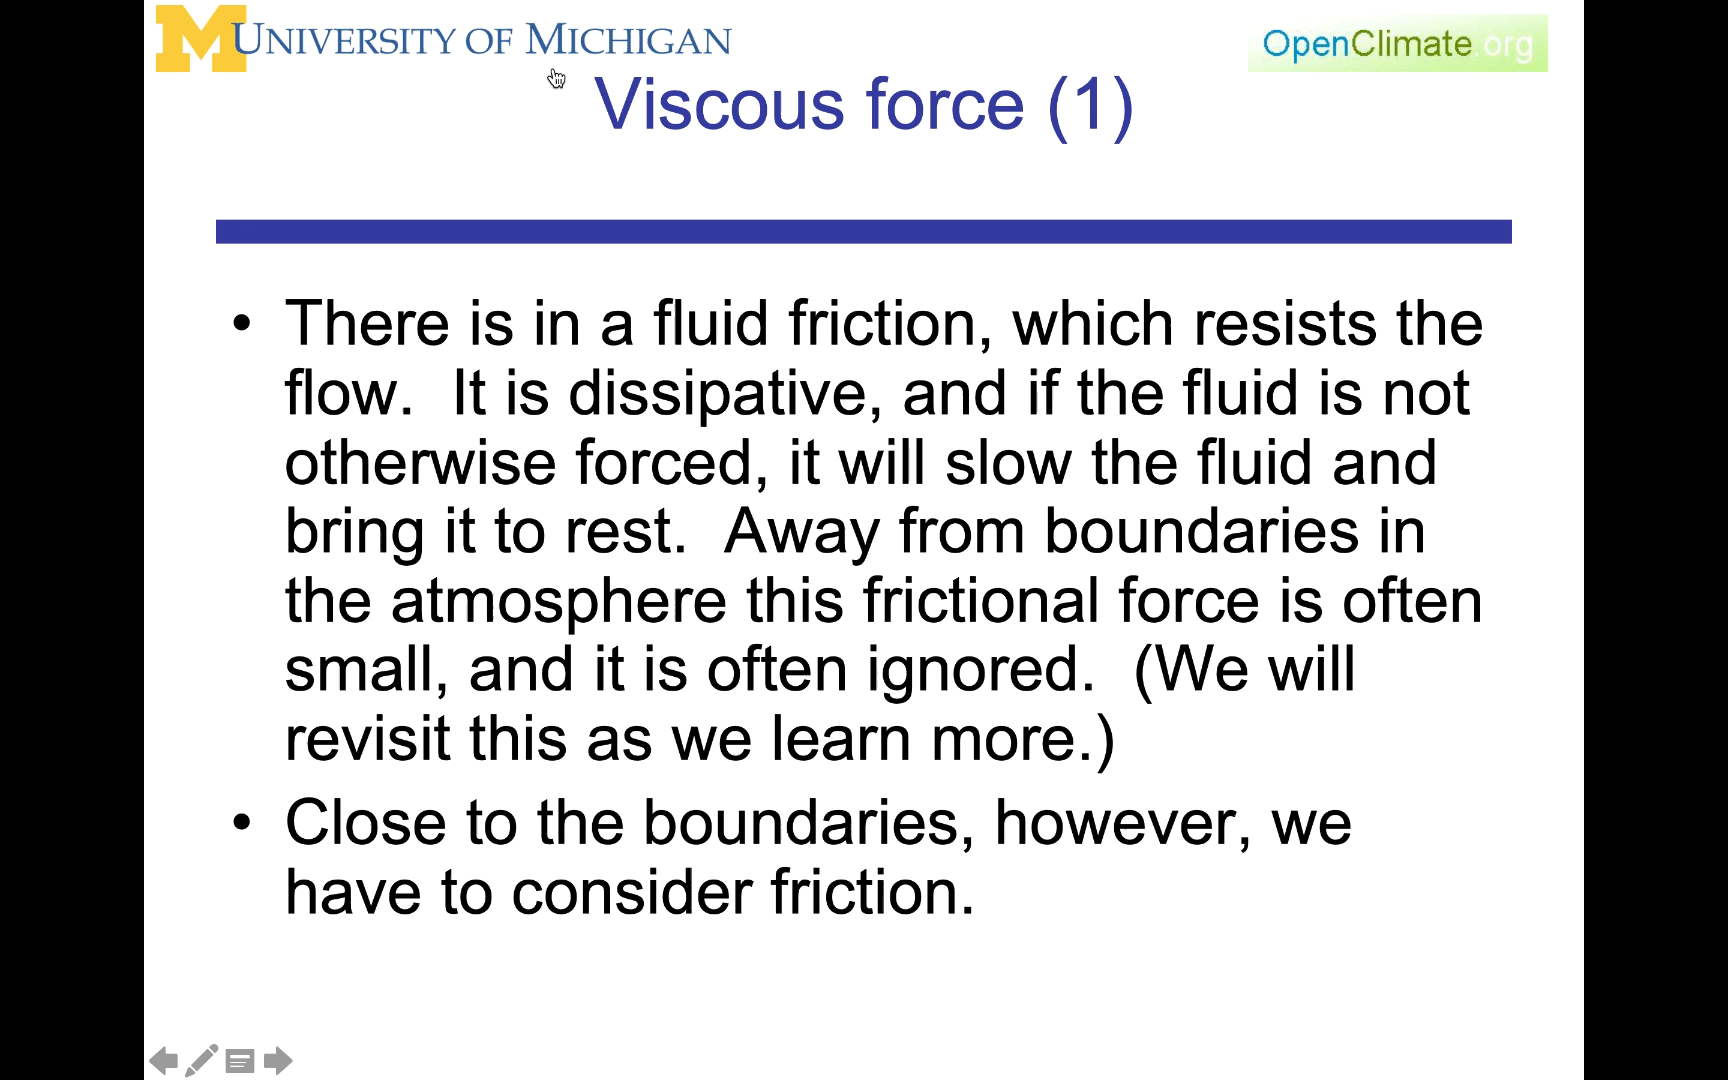 UNIVERSITY OF MICHIGAN
OpenClimate.org
Viscous force (1)
• There is in a fluid friction, which resists the
flow.  It is dissipative, and if the fluid is not
otherwise forced, it will slow the fluid and
bring it to rest.  Away from boundaries in
the atmosphere this frictional force is often
small, and it is often ignored.  (We will
revisit this as we learn more.)
• Close to the boundaries, however, we
have to consider friction.